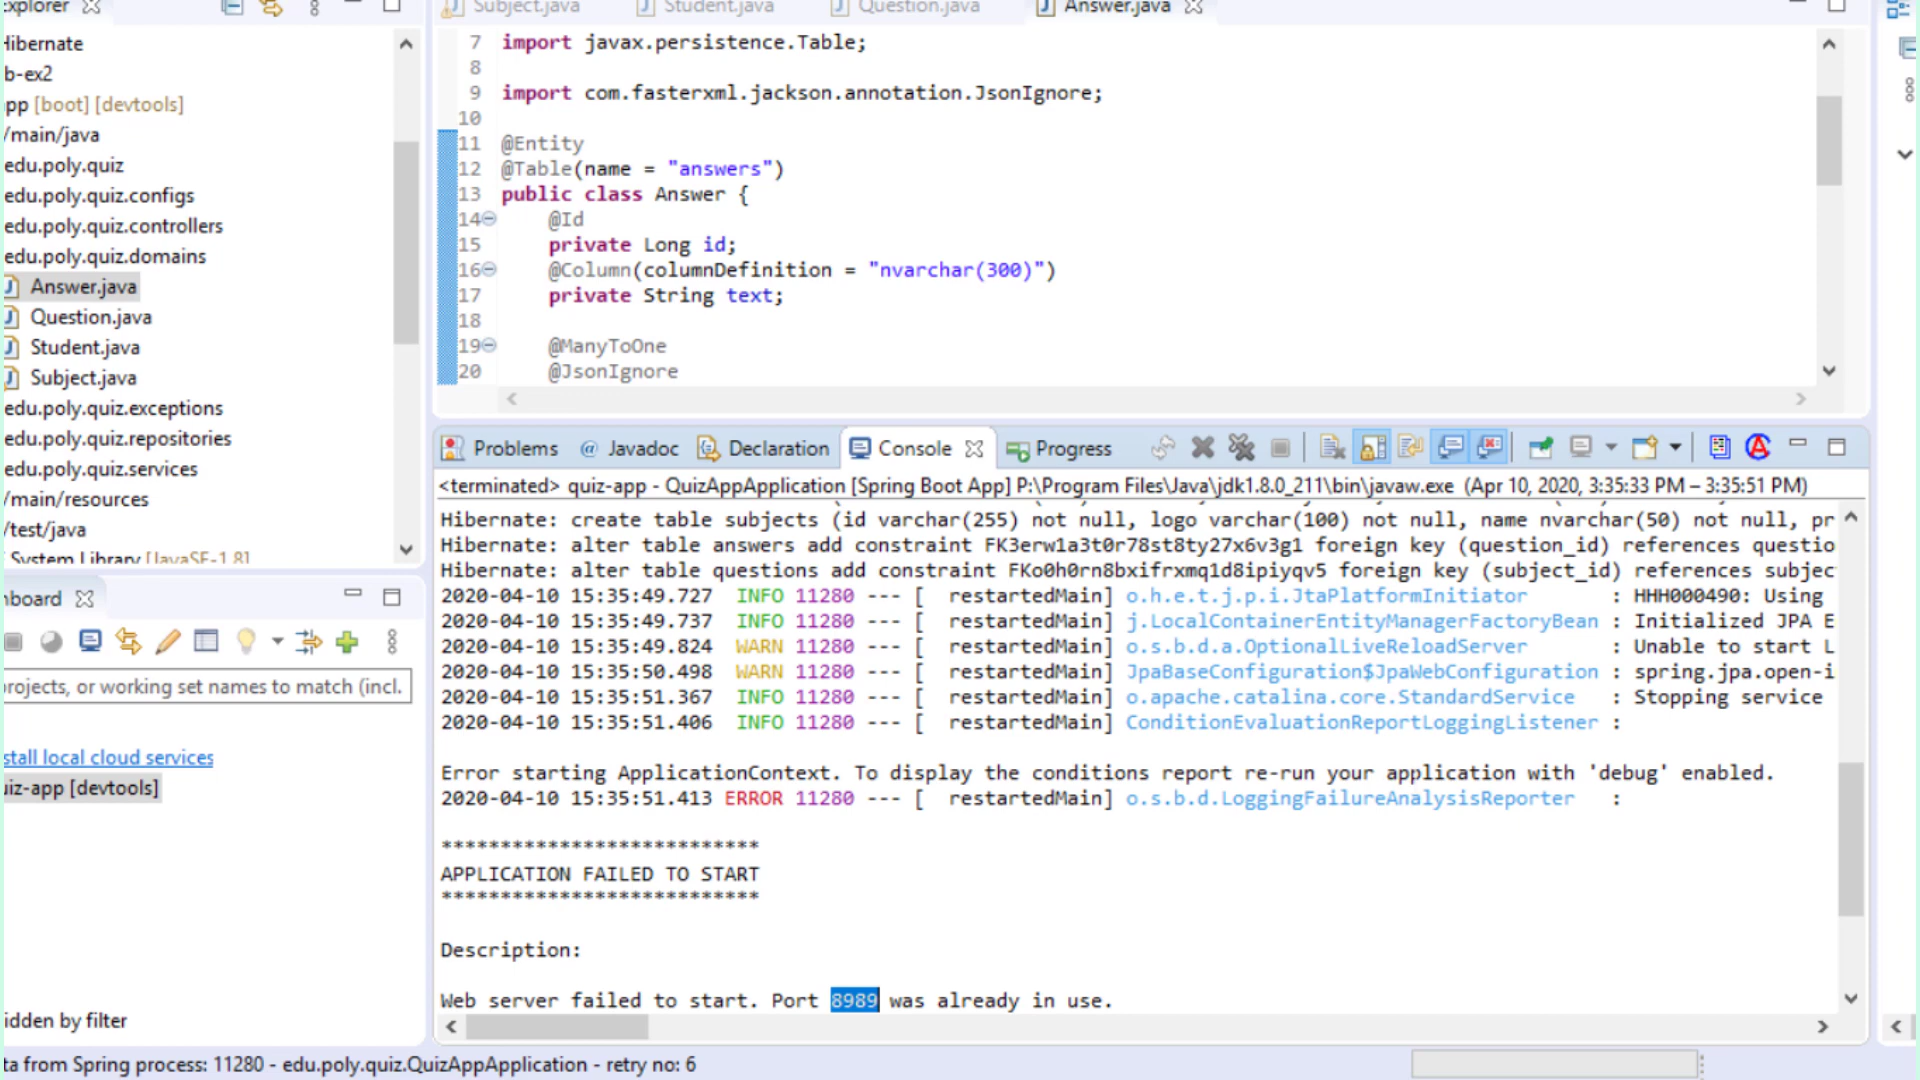 xplorer
Hibernate
b-ex2
app [boot] [devtools]
/main/java
edu.poly.quiz
edu.poly.quiz.configs
edu.poly.quiz.controllers
edu.poly.quiz.domains
Answer.java
Question.java
Student.java
Subject.java
edu.poly.quiz.exceptions
edu.poly.quiz.repositories
edu.poly.quiz.services
/main/resources
/test/java
System Library [JavaSE-1.8]
Subject.java
Student.java
Question.java
Answer.java
7 import javax.persistence.Table;
8
9 import com.fasterxml.jackson.annotation.JsonIgnore;
10
11 @Entity
12 @Table(name = "answers")
13 public class Answer {
14 @Id
15 private Long id;
16 @Column(columnDefinition = "nvarchar(300)")
17 private String text;
18
19 @ManyToOne
20 @JsonIgnore
Problems @ Javadoc Declaration Console Progress
<terminated> quiz-app - QuizAppApplication [Spring Boot App] P:\Program Files\Java\jdk1.8.0_211\bin\javaw.exe (Apr 10, 2020, 3:35:33 PM – 3:35:51 PM)
Hibernate: create table subjects (id varchar(255) not null, logo varchar(100) not null, name nvarchar(50) not null, pr
Hibernate: alter table answers add constraint FK3erw1a3t0r78st8ty27x6v3g1 foreign key (question_id) references questio
Hibernate: alter table questions add constraint FKo0h0rn8bxifrxmq1d8ipiyqv5 foreign key (subject_id) references subjec
2020-04-10 15:35:49.727 INFO 11280 --- [ restartedMain] o.h.e.t.j.p.i.JtaPlatformInitiator : HHH000490: Using
2020-04-10 15:35:49.737 INFO 11280 --- [ restartedMain] j.LocalContainerEntityManagerFactoryBean : Initialized JPA E
2020-04-10 15:35:49.824 WARN 11280 --- [ restartedMain] o.s.b.d.a.OptionalLiveReloadServer : Unable to start L
2020-04-10 15:35:50.498 WARN 11280 --- [ restartedMain] JpaBaseConfiguration$JpaWebConfiguration : spring.jpa.open-i
2020-04-10 15:35:51.367 INFO 11280 --- [ restartedMain] o.apache.catalina.core.StandardService : Stopping service
2020-04-10 15:35:51.406 INFO 11280 --- [ restartedMain] ConditionEvaluationReportLoggingListener :
Error starting ApplicationContext. To display the conditions report re-run your application with 'debug' enabled.
2020-04-10 15:35:51.413 ERROR 11280 --- [ restartedMain] o.s.b.d.LoggingFailureAnalysisReporter :
***************************
APPLICATION FAILED TO START
***************************
Description:
Web server failed to start. Port 8989 was already in use.
hboard
rojects, or working set names to match (incl.
stall local cloud services
uiz-app [devtools]
idden by filter
ta from Spring process: 11280 - edu.poly.quiz.QuizAppApplication - retry no: 6